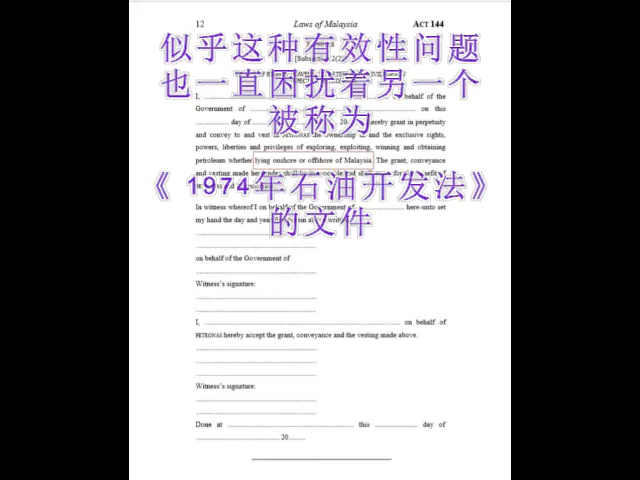 12 Laws of Malaysia ACT 144
似乎这种有效性问题
[Subs
也一直困扰着另一个
I, behalf of the
Government of on this
被称为
day of 20 hereby grant in perpetuity
and convey to and vest in PETRONAS the ownership in and the exclusive rights,
powers, liberties and privileges of exploring, exploiting, winning and obtaining
petroleum whether lying onshore or offshore of Malaysia. The grant, conveyance
and vesting made
《 1974年石油开发法》
In witness whereof I on behalf of the Government of here-unto set
my hand the day and year
的文件
on behalf of the Government of
Witness's signature:
I, on behalf of
PETRONAS hereby accept the grant, conveyance and the vesting made above.
Witness's signature:
Done at this day of
20